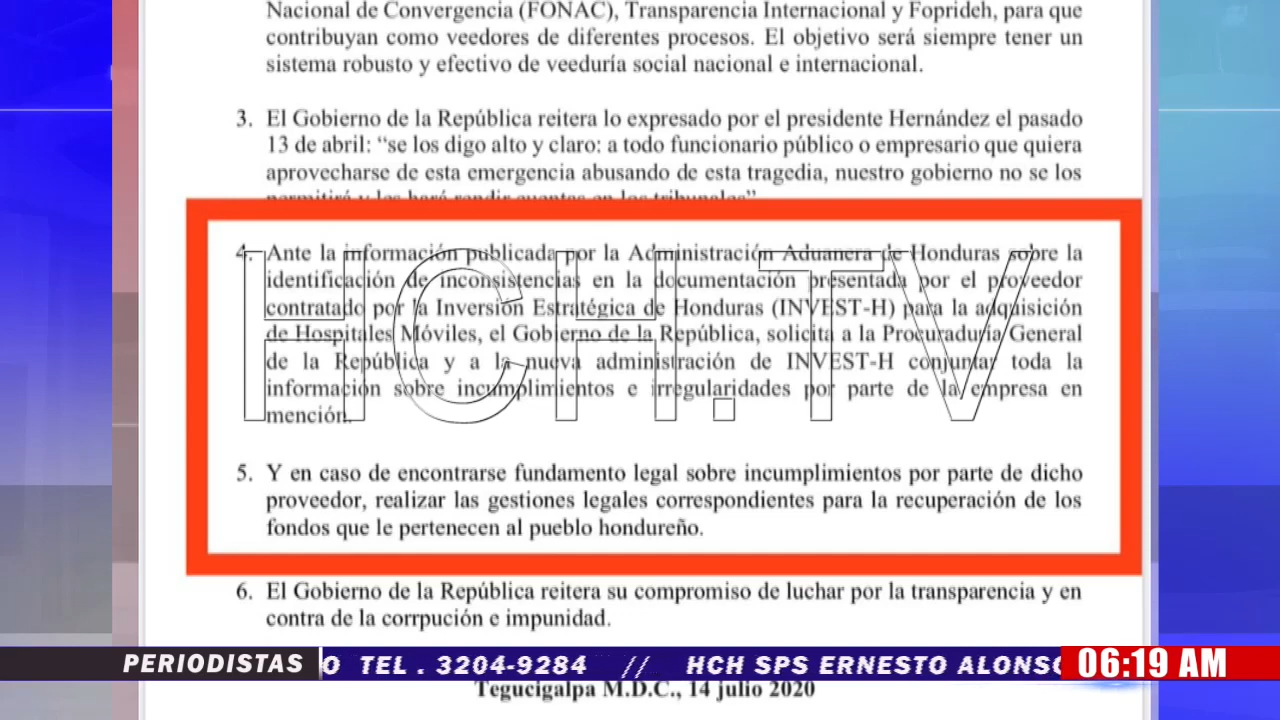 Nacional de Convergencia (FONAC), Transparencia Internacional y Foprideh, para que
contribuyan como veedores de diferentes procesos. El objetivo será siempre tener un
sistema robusto y efectivo de veeduría social nacional e internacional.
3. El Gobierno de la República reitera lo expresado por el presidente Hernández el pasado
13 de abril: “se los digo alto y claro: a todo funcionario público o empresario que quiera
aprovecharse de esta emergencia abusando de esta tragedia, nuestro gobierno no se los
permitirá y los hará rendir cuentas en los tribunales”
4. Ante la información publicada por la Administración Aduanera de Honduras sobre la
identificación de inconsistencias en la documentación presentada por el proveedor
contratado por la Inversión Estratégica de Honduras (INVEST-H) para la adquisición
de Hospitales Móviles, el Gobierno de la República, solicita a la Procuraduría General
de la República y a la nueva administración de INVEST-H conjuntar toda la
información sobre incumplimientos e irregularidades por parte de la empresa en
mención.
HCH.TV
5. Y en caso de encontrarse fundamento legal sobre incumplimientos por parte de dicho
proveedor, realizar las gestiones legales correspondientes para la recuperación de los
fondos que le pertenecen al pueblo hondureño.
6. El Gobierno de la República reitera su compromiso de luchar por la transparencia y en
contra de la corrpución e impunidad.
PERIODISTAS O TEL . 3204-9284 // HCH SPS ERNESTO ALONSO 06:19 AM
Tegucigalpa M.D.C., 14 julio 2020